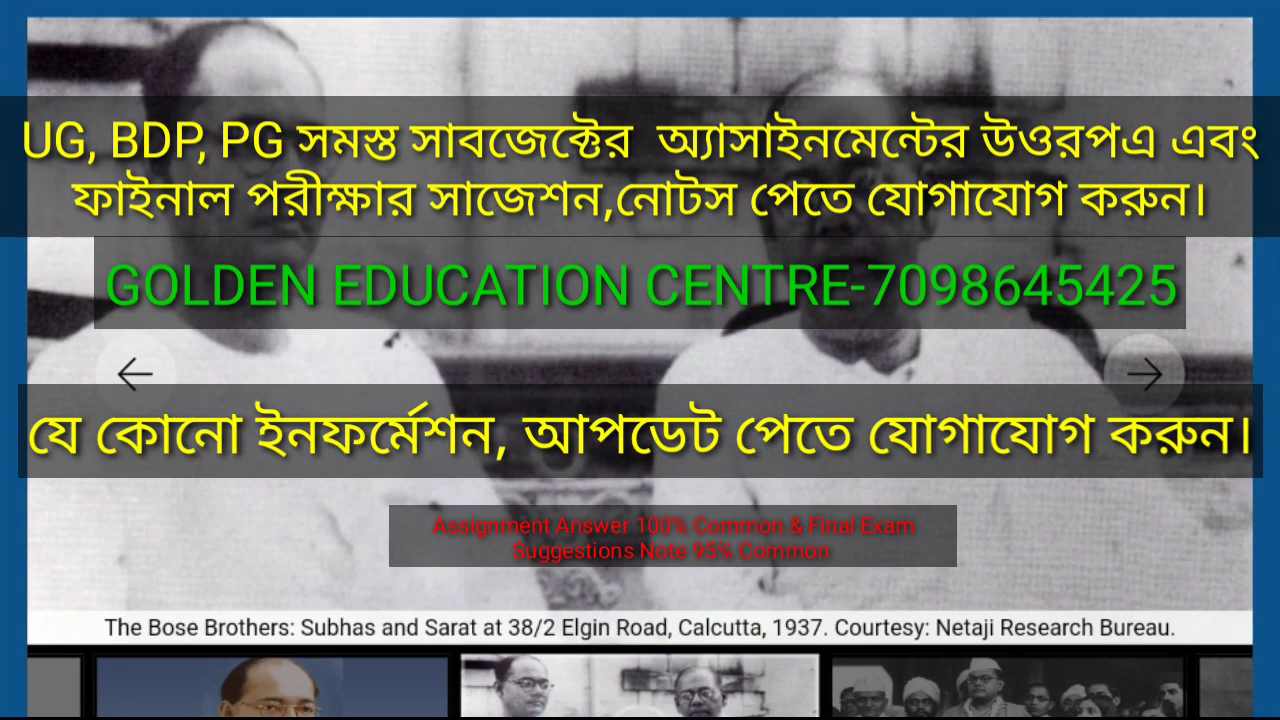 UG, BDP, PG সমস্ত সাবজেক্টের অ্যাসাইনমেন্টের উওরপএ এবং
ফাইনাল পরীক্ষার সাজেশন,নোটস পেতে যোগাযোগ করুন।
GOLDEN EDUCATION CENTRE-7098645425
যে কোনো ইনফর্মেশন, আপডেট পেতে যোগাযোগ করুন।
Assignment Answer 100% Common & Final Exam
Suggestions Note 95% Common
The Bose Brothers: Subhas and Sarat at 38/2 Elgin Road, Calcutta, 1937. Courtesy: Netaji Research Bureau.